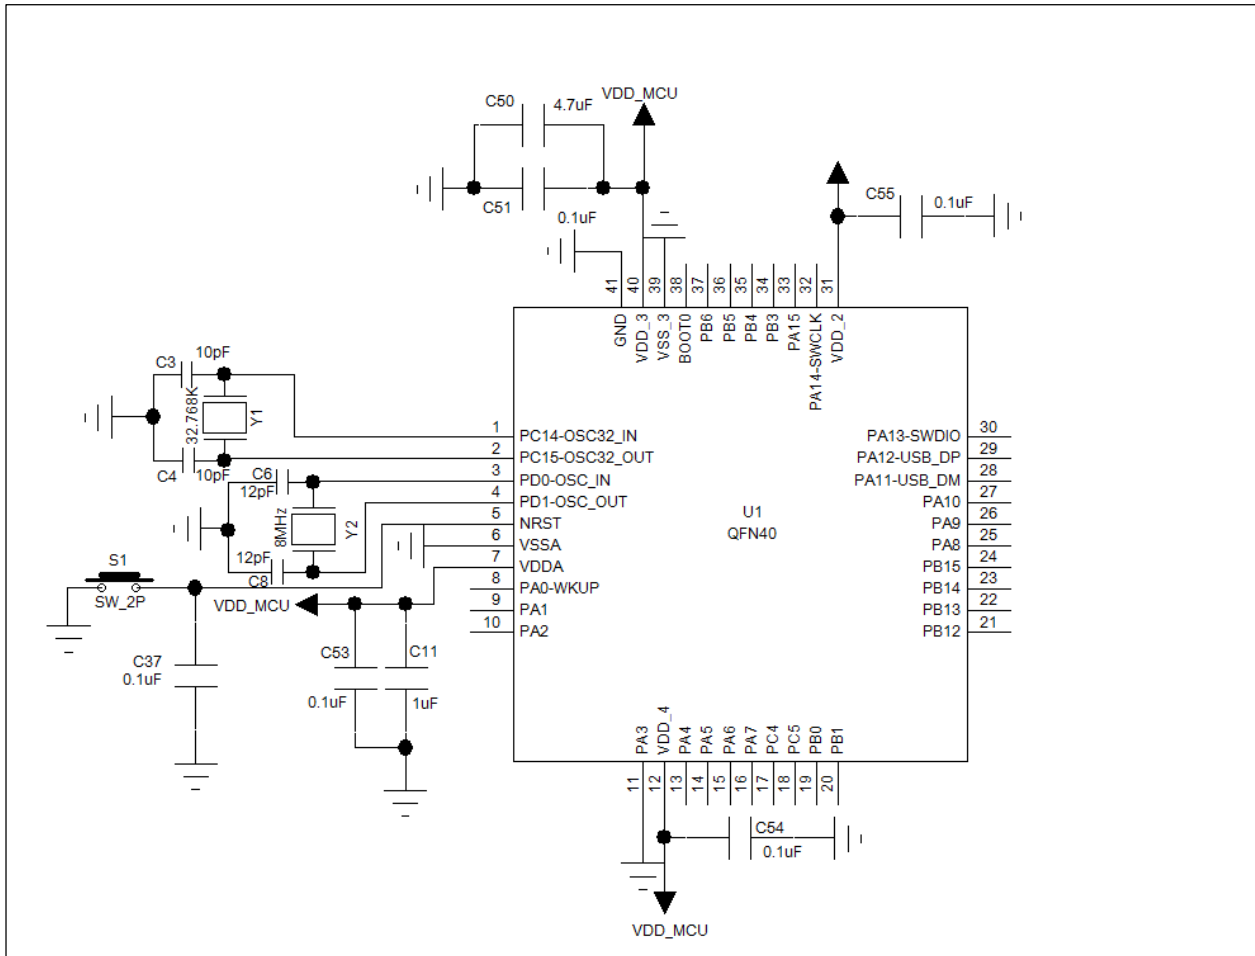 VDD_MCU
C50
4.7uF
C51
0.1uF
C55
0.1uF
41
40
39
38
37
36
35
34
33
32
31
GND
VDD_3
VSS_3
BOOT0
PB6
PB5
PB4
PB3
PA15
PA14-SWCLK
VDD_2
C3
10pF
32.768K
Y1
C4
10pF
C6
12pF
8MHz
Y2
12pF
C8
S1
SW_2P
VDD_MCU
C37
0.1uF
C53
0.1uF
C11
1uF
1 PC14-OSC32_IN
2 PC15-OSC32_OUT
3 PD0-OSC_IN
4 PD1-OSC_OUT
5 NRST
6 VSSA
7 VDDA
8 PA0-WKUP
9 PA1
10 PA2
U1
QFN40
PA13-SWDIO 30
PA12-USB_DP 29
PA11-USB_DM 28
PA10 27
PA9 26
PA8 25
PB15 24
PB14 23
PB13 22
PB12 21
PA3
VDD_4
PA4
PA5
PA6
PA7
PC4
PC5
PB0
PB1
11
12
13
14
15
16
17
18
19
20
C54
0.1uF
VDD_MCU